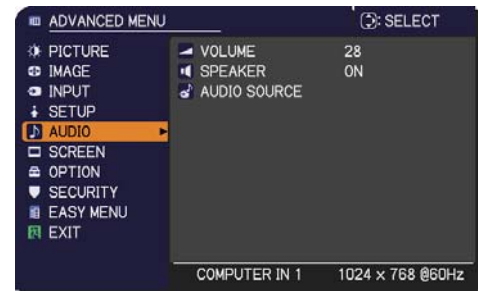 ADVANCED MENU : SELECT
PICTURE VOLUME 28
IMAGE SPEAKER ON
INPUT AUDIO SOURCE
SETUP
AUDIO
SCREEN
OPTION
SECURITY
EASY MENU
EXIT
COMPUTER IN 1 1024 x 768 @60Hz